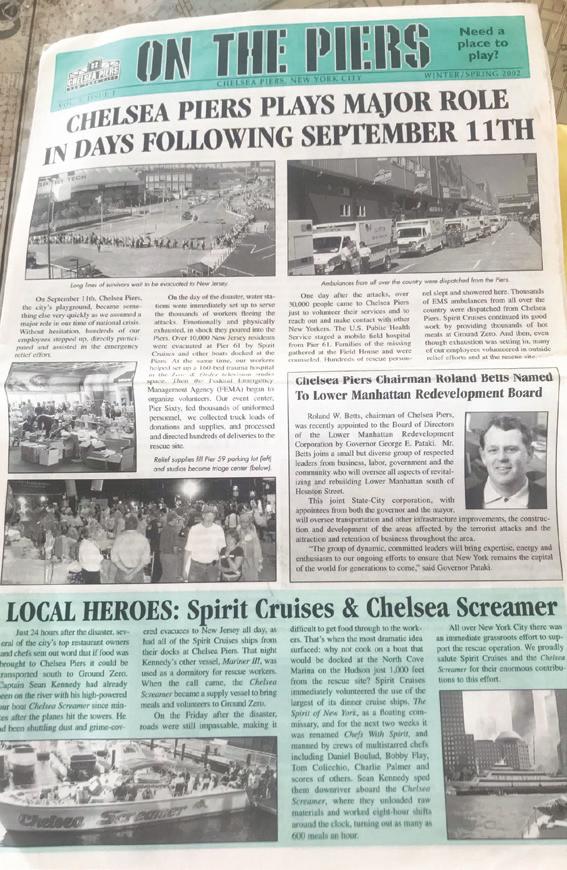 CHELSEA PIERS
ON THE PIERS
Need a
place to
play?
CHELSEA PIERS, NEW YORK CITY
WINTER/SPRING 2002
CHELSEA PIERS PLAYS MAJOR ROLE
IN DAYS FOLLOWING SEPTEMBER 11TH
Long lines of survivors wait to be evacuated to New Jersey.
Ambulances from all over the country were dispatched from the Piers.
On September 11th, Chelsea Piers,
the city's playground, became some-
thing else very quickly as we assumed a
major role in our time of national crisis.
Without hesitation, hundreds of our
employees stopped up, directly partici-
pated and assisted in the emergency
relief effort.
On the day of the disaster, water sta-
tions were immediately set up to serve
the thousands of workers fleeing the
attacks. Emotionally and physically
exhausted, in shock they poured into the
Piers. Over 10,000 New Jersey residents
were evacuated at Pier 61 by Spirit
Cruises and other boats docked at the
Piers. At the same time, our workers
helped set up a 160-bed trauma hospital
space. Then the Federal Emergency
Management Agency (FEMA) began to
organize volunteers. Our event center,
Pier Sixty, fed thousands of uniformed
personnel, we collected truck loads of
donations and supplies, and processed
and directed hundreds of deliveries to the
rescue site.
Relief supplies fill Pier 59 parking lot (left)
and studios become triage center (below).
One day after the attacks, over
30,000 people came to Chelsea Piers
just to volunteer their services and to
reach out and make contact with other
New Yorkers. The U.S. Public Health
Service staged a mobile field hospital
from Pier 61. Families of the missing
gathered at the Field House and were
counseled. Hundreds of rescue person-
nel slept and showered here. Thousands
of EMS ambulances from all over the
country were dispatched from Chelsea
Piers. Spirit Cruises continued its good
work by providing thousands of hot
meals at Ground Zero. And then, even
though exhaustion was setting in, many
of our employees volunteered in outside
relief efforts and at the rescue site.
Chelsea Piers Chairman Roland Betts Named
To Lower Manhattan Redevelopment Board
Roland W. Betts, chairman of Chelsea Piers,
was recently appointed to the Board of Directors
of the Lower Manhattan Redevelopment
Corporation by Governor George E. Pataki. Mr.
Betts joins a small but diverse group of respected
leaders from business, labor, government and the
community who will oversee all aspects of revital-
izing and rebuilding Lower Manhattan south of
Houston Street.
This joint State-City corporation, with
appointees from both the governor and the mayor,
will oversee transportation and other infrastructure improvements, the construc-
tion and development of the areas affected by the terrorist attacks and the
attraction and retention of business throughout the area.
"The group of dynamic, committed leaders will bring expertise, energy and
enthusiasm to our ongoing efforts to ensure that New York remains the capital
of the world for generations to come," said Governor Pataki.
LOCAL HEROES: Spirit Cruises & Chelsea Screamer
Just 24 hours after the disaster, sev-
eral of the city's top restaurant owners
and chefs sent out word that if food was
brought to Chelsea Piers it could be
transported south to Ground Zero.
Captain Sean Kennedy had already
been on the river with his high-powered
our boat Chelsea Screamer since min-
tes after the planes hit the towers. He
d been shuttling dust and grime-cov-
ered evacuees to New Jersey all day, as
had all of the Spirit Cruises ships from
their docks at Chelsea Piers. That night
Kennedy's other vessel, Mariner III, was
used as a dormitory for rescue workers.
When the call came, the Chelsea
Screamer became a supply vessel to bring
meals and volunteers to Ground Zero.
On the Friday after the disaster,
roads were still impassable, making it
difficult to get food through to the work-
ers. That's when the most dramatic idea
surfaced: why not cook on a boat that
would be docked at the North Cove
Marina on the Hudson just 1,000 feet
from the rescue site? Spirit Cruises
immediately volunteered the use of the
largest of its dinner cruise ships, The
Spirit of New York, as a floating com-
missary, and for the next two weeks it
was renamed Chefs With Spirit, and
manned by crews of multistarred chefs
including Daniel Boulud, Bobby Flay,
Tom Colicchio, Charlie Palmer and
scores of others. Sean Kennedy sped
them downriver aboard the Chelsea
Screamer, where they unloaded raw
materials and worked eight-hour shifts
around the clock, turning out as many as
600 meals an hour.
All over New York City there was
an immediate grassroots effort to sup-
port the rescue operation. We proudly
salute Spirit Cruises and the Chelsea
Screamer for their enormous contribu-
tions to this effort.
Chelsea Screamer